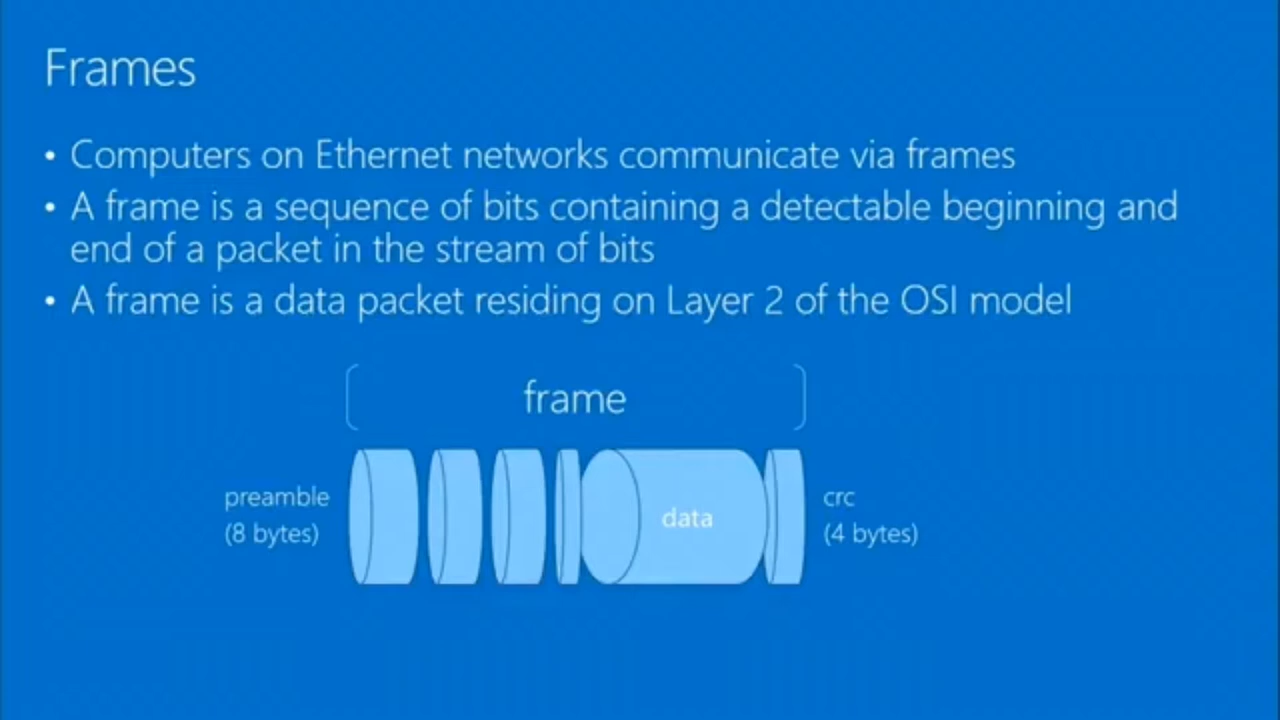 Frames
• Computers on Ethernet networks communicate via frames
• A frame is a sequence of bits containing a detectable beginning and
end of a packet in the stream of bits
• A frame is a data packet residing on Layer 2 of the OSI model
frame
preamble
(8 bytes)
data
crc
(4 bytes)